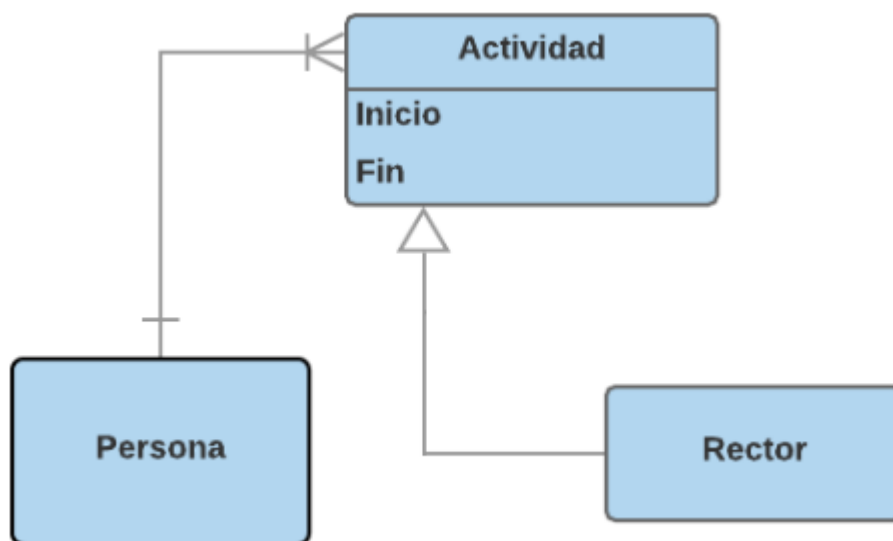 Actividad
Inicio
Fin
Persona
Rector